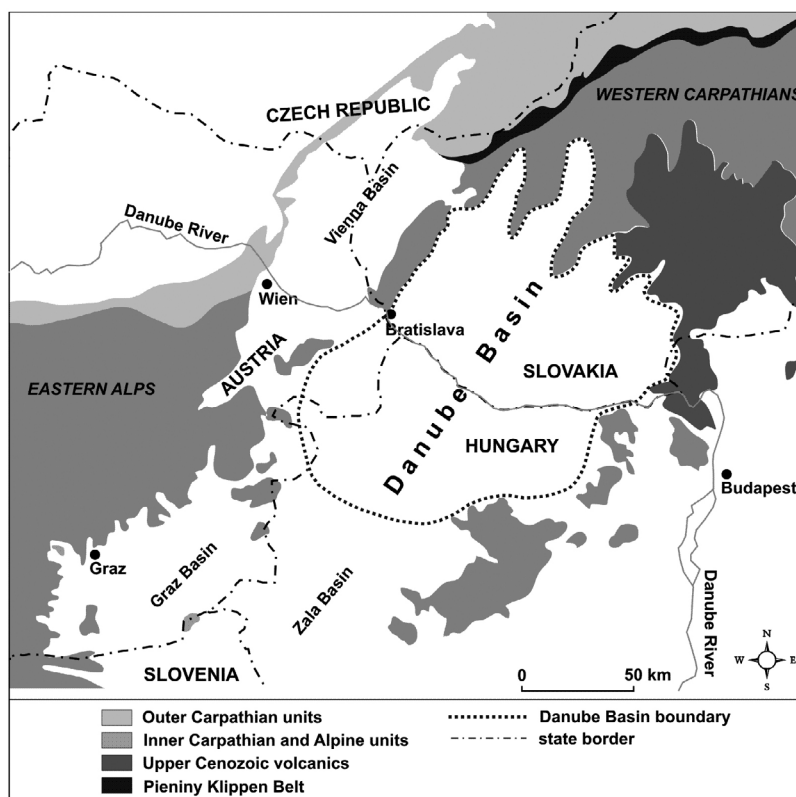 WESTERN CARPATHIANS
CZECH REPUBLIC
Vienna Basin
Danube River
Wien
Bratislava
AUSTRIA
EASTERN ALPS
Danube Basin
SLOVAKIA
HUNGARY
Budapest
Graz
Graz Basin
Zala Basin
Danube River
SLOVENIA
0 50 km
N
W E
S
Outer Carpathian units
Inner Carpathian and Alpine units
Upper Cenozoic volcanics
Pieniny Klippen Belt
Danube Basin boundary
state border